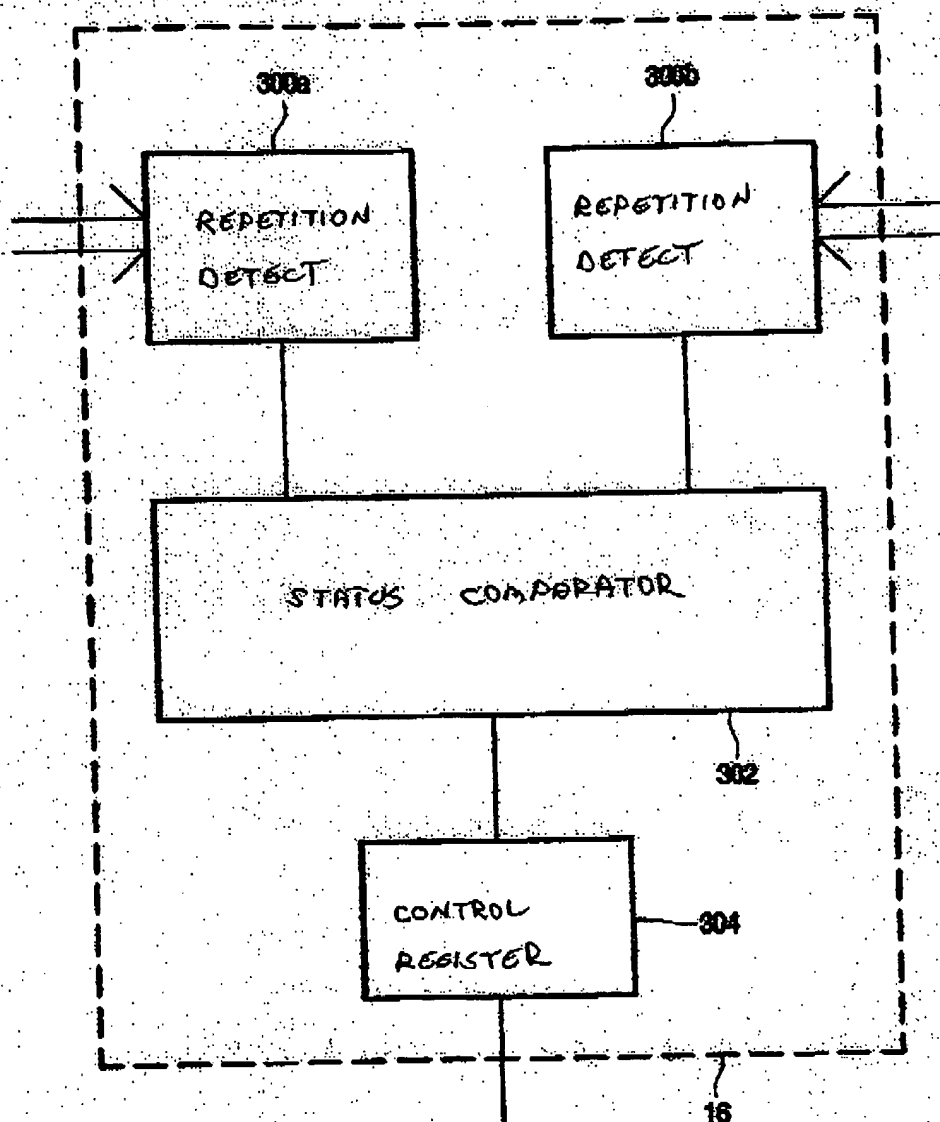 300a
300b
REPETITION
DETECT
REPETITION
DETECT
STATUS COMPARATOR
302
CONTROL
REGISTER
304
16